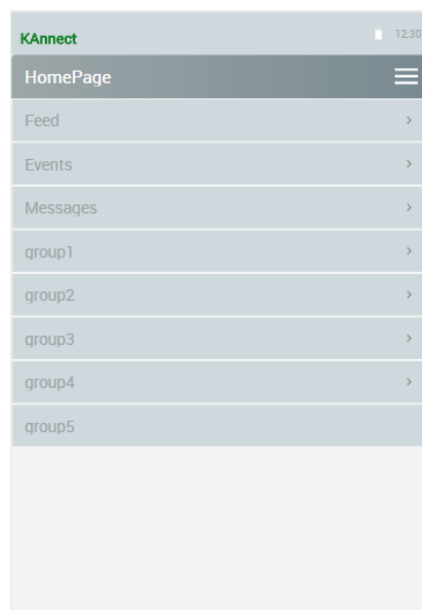 KAnnect
12:30
HomePage
Feed
Events
Messages
group1
group2
group3
group4
group5